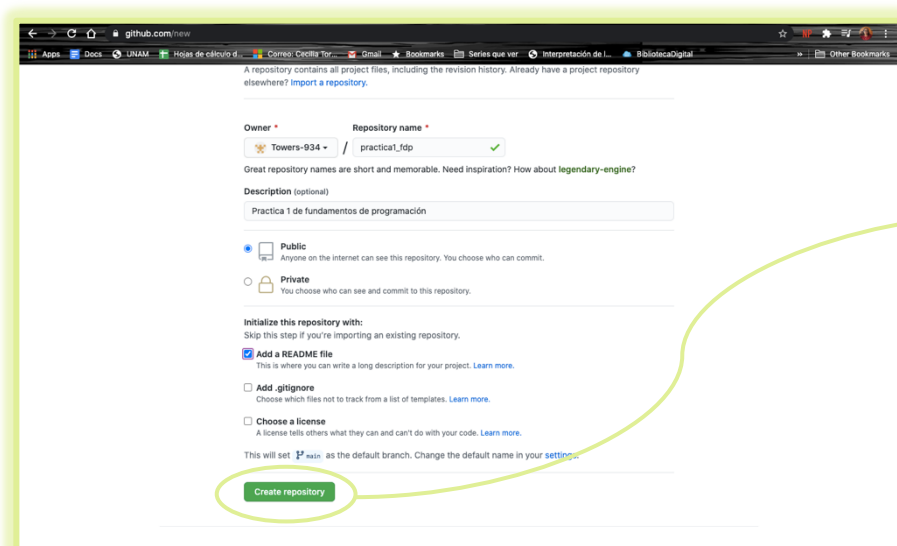 github.com/new
Apps Docs UNAM Hojas de cálculo d... Correo: Cecilia Tor... Gmail Bookmarks Series que ver Interpretación de l... BibliotecaDigital » Other Bookmarks
A repository contains all project files, including the revision history. Already have a project repository
elsewhere? Import a repository.
Owner * Repository name *
Towers-934 / practica1_fdp
Great repository names are short and memorable. Need inspiration? How about legendary-engine?
Description (optional)
Practica 1 de fundamentos de programación
Public
Anyone on the internet can see this repository. You choose who can commit.
Private
You choose who can see and commit to this repository.
Initialize this repository with:
Skip this step if you're importing an existing repository.
Add a README file
This is where you can write a long description for your project. Learn more.
Add .gitignore
Choose which files not to track from a list of templates. Learn more.
Choose a license
A license tells others what they can and can't do with your code. Learn more.
This will set main as the default branch. Change the default name in your settings.
Create repository